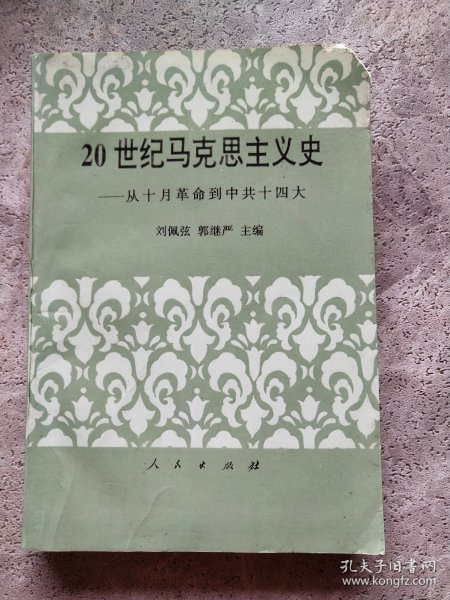 20世纪马克思主义史
——从十月革命到中共十四大
刘佩弦 郭继严 主编
人民出版社
孔夫子旧书网
www.kongfz.com